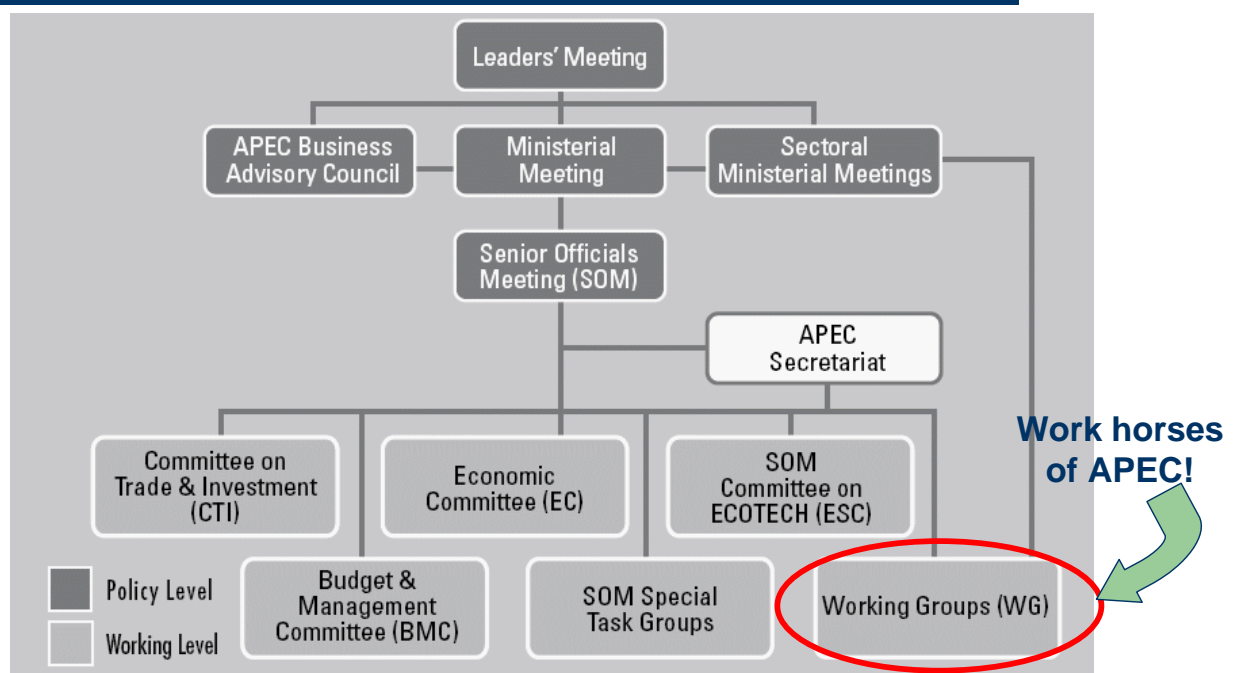 Leaders' Meeting
APEC Business
Advisory Council
Ministerial
Meeting
Sectoral
Ministerial Meetings
Senior Officials
Meeting (SOM)
APEC
Secretariat
Work horses
of APEC!
Committee on
Trade & Investment
(CTI)
Economic
Committee (EC)
SOM
Committee on
ECOTECH (ESC)
Policy Level
Working Level
Budget &
Management
Committee (BMC)
SOM Special
Task Groups
Working Groups (WG)